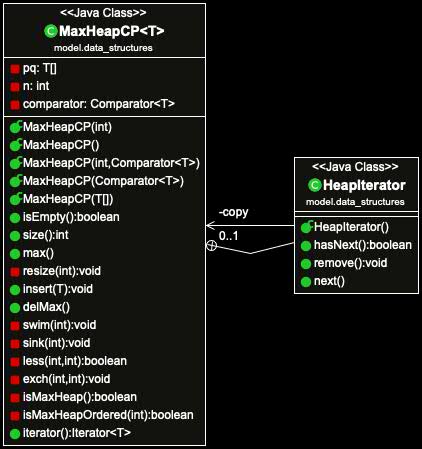 <<Java Class>>
MaxHeapCP<T>
model.data_structures
pq: T[]
n: int
comparator: Comparator<T>
MaxHeapCP(int)
MaxHeapCP()
MaxHeapCP(int,Comparator<T>)
MaxHeapCP(Comparator<T>)
MaxHeapCP(T[])
isEmpty():boolean
size():int
max()
resize(int):void
insert(T):void
delMax()
swim(int):void
sink(int):void
less(int,int):boolean
exch(int,int):void
isMaxHeap():boolean
isMaxHeapOrdered(int):boolean
iterator():Iterator<T>
-copy
0..1
<<Java Class>>
HeapIterator
model.data_structures
HeapIterator()
hasNext():boolean
remove():void
next()